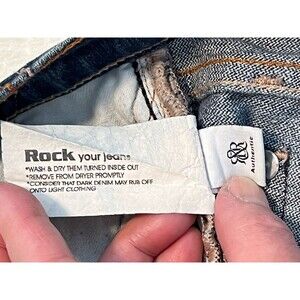 Rock your jeans
*WASH & DRY THEM TURNED INSIDE OUT
*REMOVE FROM DRYER PROMPTLY
*CONSIDER THAT DARK DENIM MAY RUB OFF
ONTO LIGHT CLOTHING
R&R
Authentic